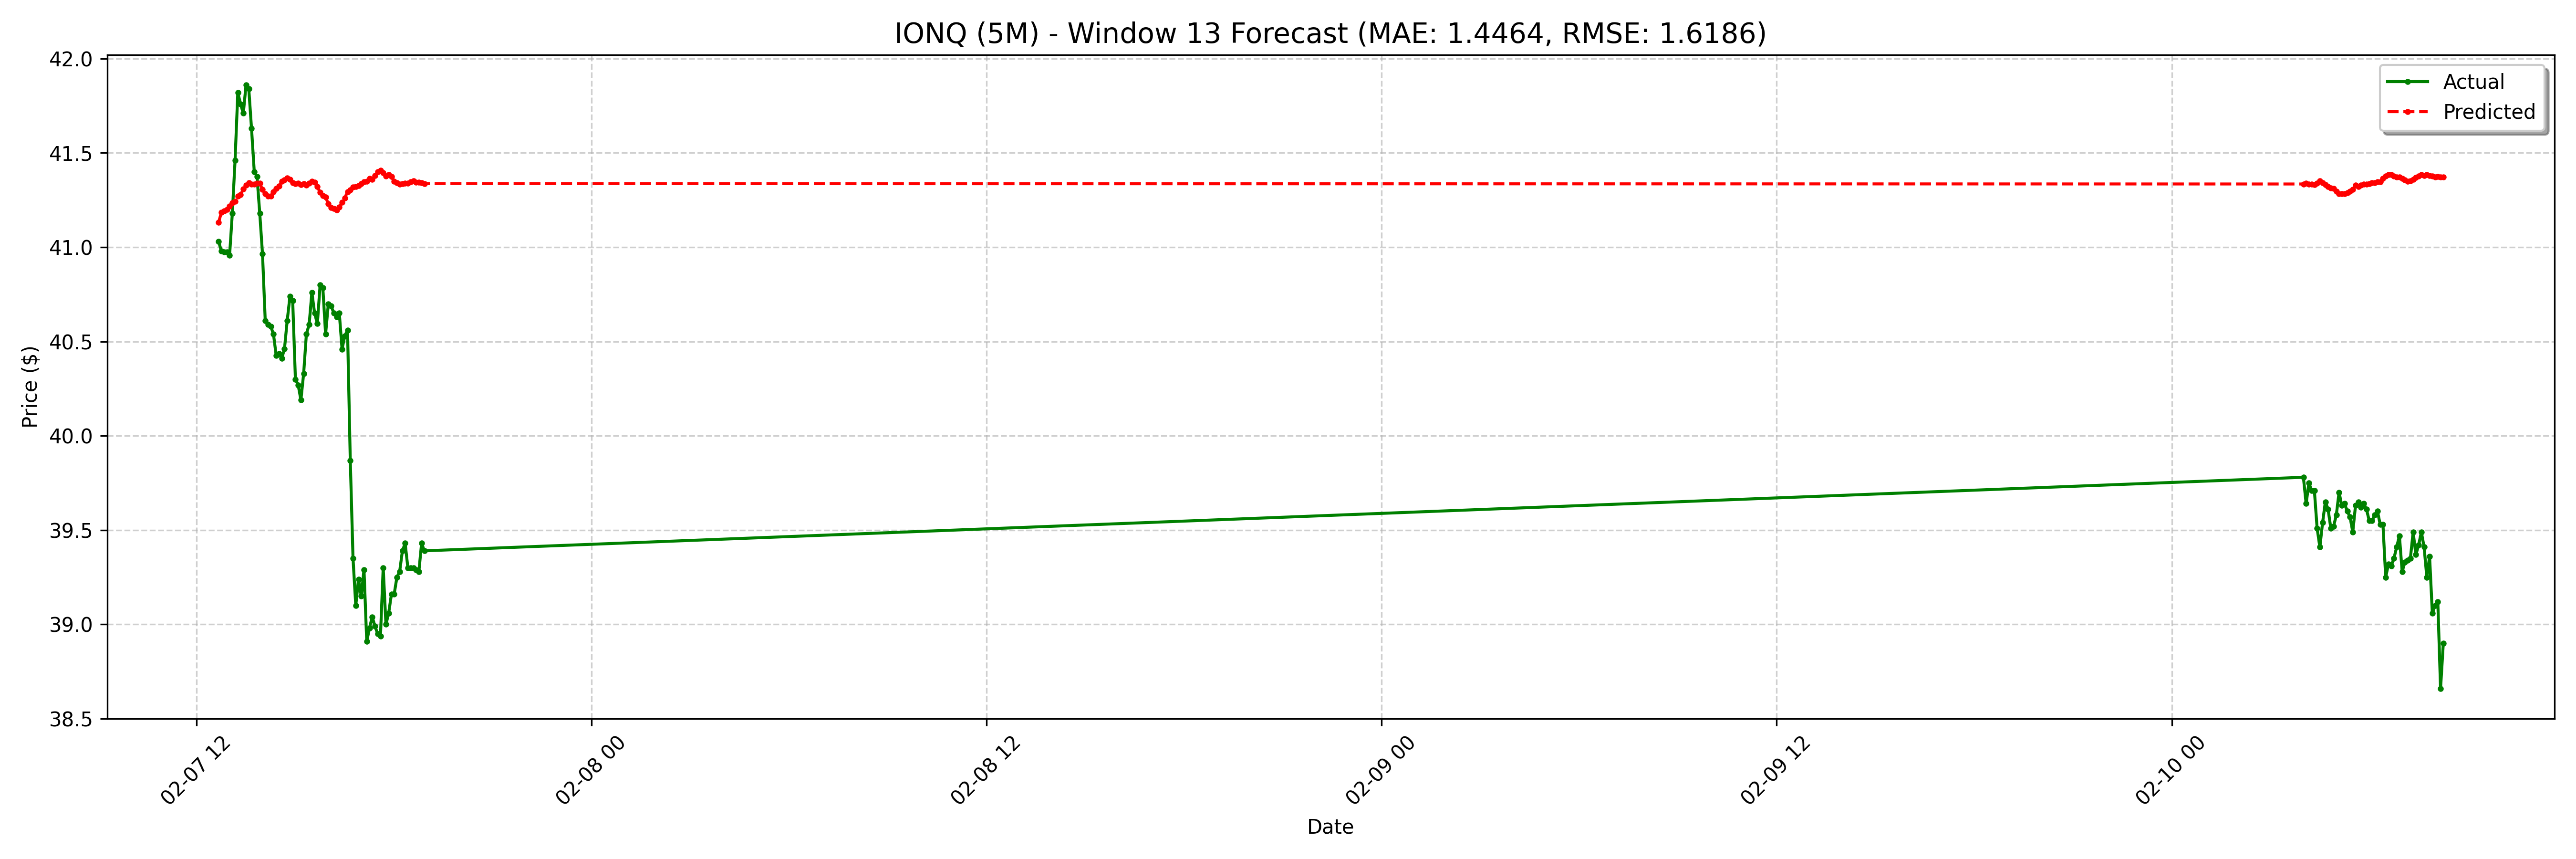 IONQ (5M) - Window 13 Forecast (MAE: 1.4464, RMSE: 1.6186)
Actual
Predicted
Price ($)
42.0
41.5
41.0
40.5
40.0
39.5
39.0
38.5
02-07 12
02-08 00
02-08 12
02-09 00
02-09 12
02-10 00
Date